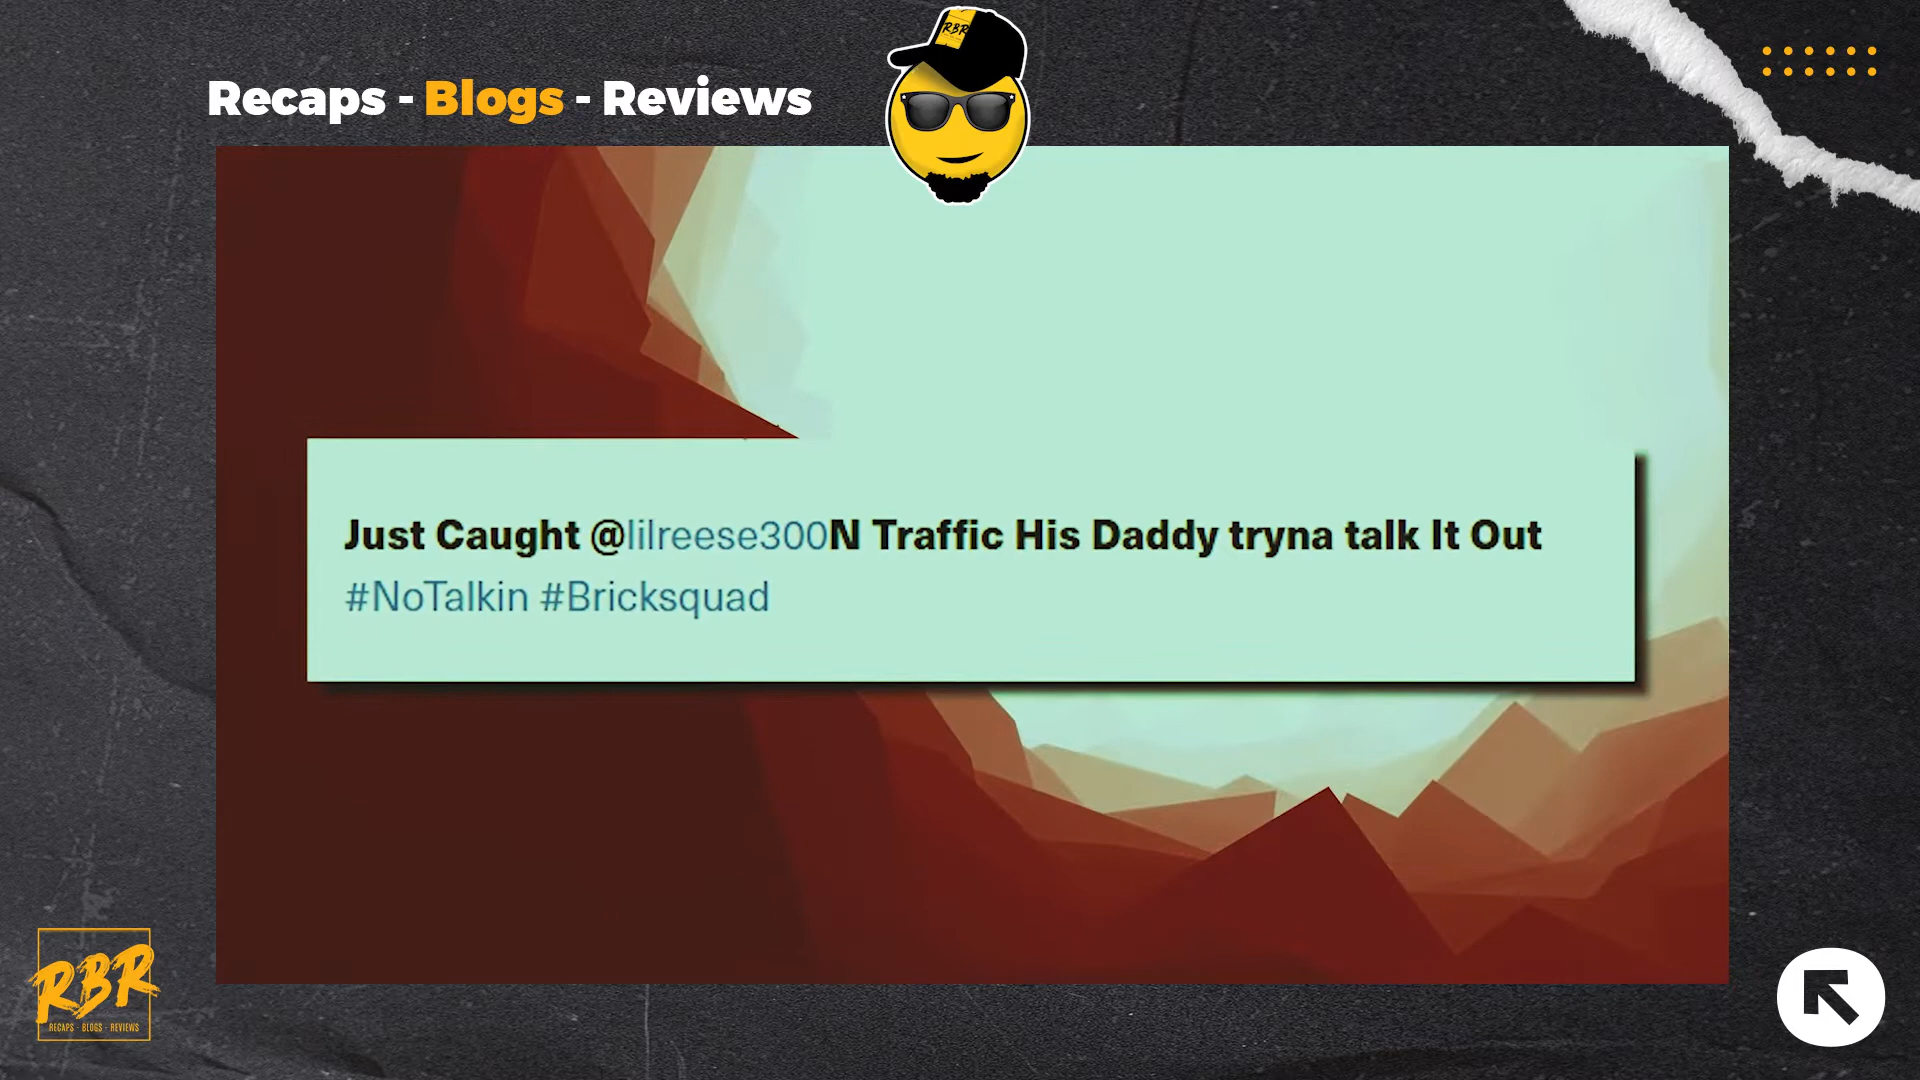 RBR
Recaps - Blogs - Reviews
Just Caught @lilreese300N Traffic His Daddy tryna talk It Out
#NoTalkin #Bricksquad
RBR
RECAPS - BLOGS - REVIEWS